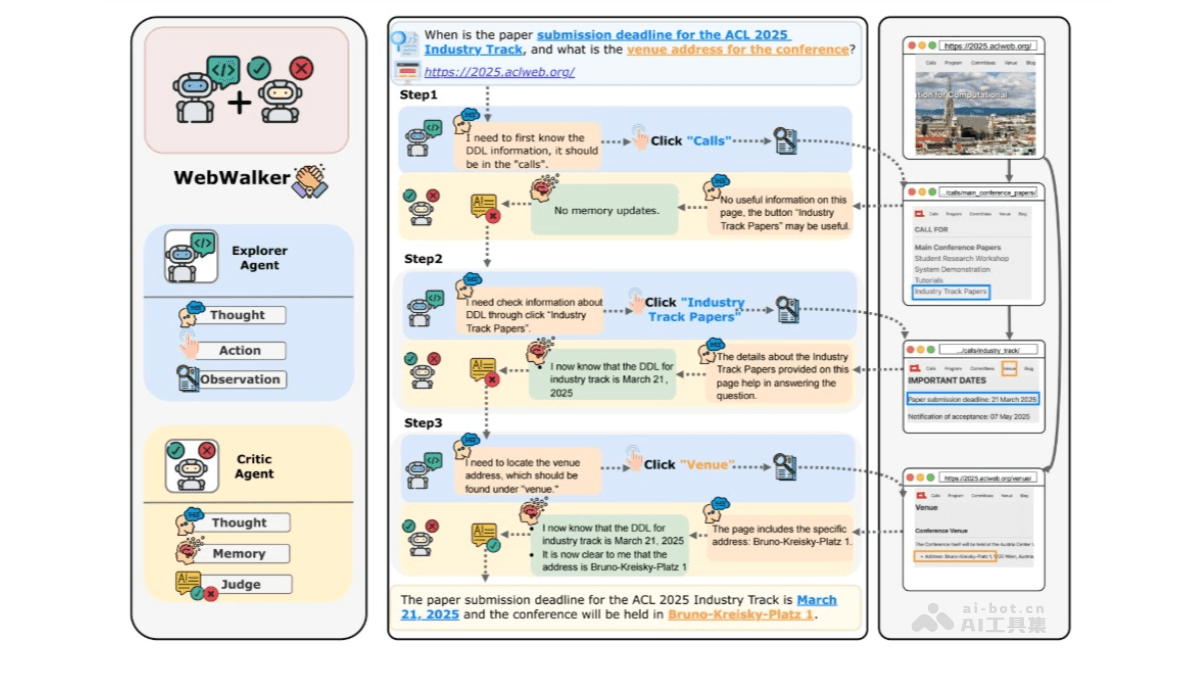 WebWalker
Explorer
Agent
Thought
Action
Observation
Critic
Agent
Thought
Memory
Judge
When is the paper submission deadline for the ACL 2025
Industry Track, and what is the venue address for the conference?
https://2025.aclweb.org/
Step1
I need to first know the
DDL information, it should
be in the "calls".
Click "Calls"
No useful information on this
page, the button "Industry
Track Papers" may be useful.
No memory updates.
Step2
I need check information about
DDL through click "Industry
Track Papers".
Click "Industry
Track Papers"
The details about the Industry
Track Papers provided on this
page help in answering the
question.
I now know that the DDL for
industry track is March 21,
2025
Step3
I need to locate the venue
address, which should be
found under "venue."
Click "Venue"
The page includes the specific
address: Bruno-Kreisky-Platz 1.
• I now know that the DDL for
industry track is March 21, 2025
• It is now clear to me that the
address is Bruno-Kreisky-Platz 1
The paper submission deadline for the ACL 2025 Industry Track is March
21, 2025 and the conference will be held in Bruno-Kreisky-Platz 1.
https://2025.aclweb.org/
Calls Program Committees Venue Blog
tion for Computational
/calls/main_conference_papers/
Calls Program Committees Venue Blog
CALL FOR
Main Conference Papers
Student Research Workshop
System Demonstration
Tutorials
Industry Track Papers
.../calls/industry_track/
Calls Program Committees Venue Blog
IMPORTANT DATES
Paper submission deadline: 21 March 2025
Notification of acceptance: 07 May 2025
https://2025.aclweb.org/venue/
Calls Program Committees Venue Blog
Venue
Conference Venue
The Conference itself will be hosted at the Austria Center
• Address: Bruno-Kreisky-Platz 1, 1220 Wien, Austria
ai-bot.cn
AI工具集